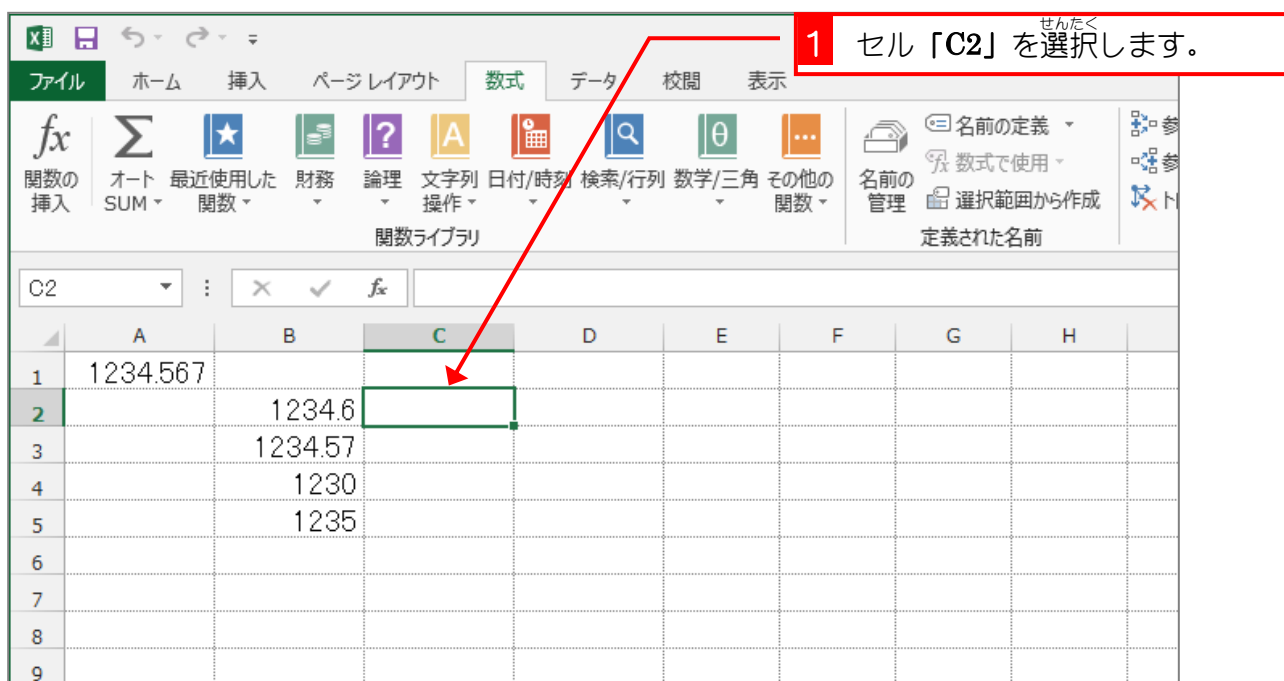 1 セル「C2」を選択します。
せんたく
ファイル ホーム 挿入 ページ レイアウト 数式 データ 校閲 表示
fx Σ ? A θ ... 名前の定義 参
関数の オート 最近使用した 財務 論理 文字列 日付/時刻 検索/行列 数学/三角 その他の 名前の fx 数式で使用 参
挿入 SUM 関数 操作 関数 管理 選択範囲から作成 ト
関数ライブラリ 定義された名前
C2 fx
A B C D E F G H
1 1234.567
2 1234.6
3 1234.57
4 1230
5 1235
6
7
8
9